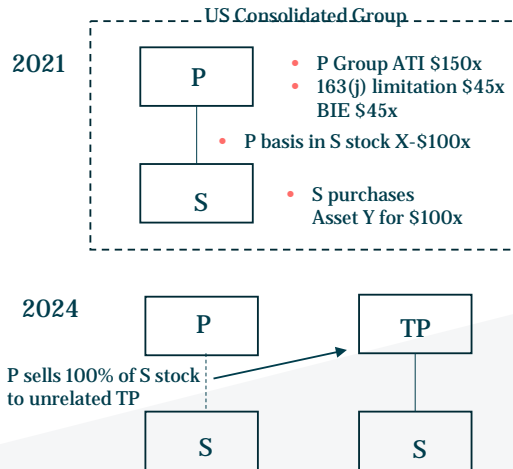 US Consolidated Group
2021
P
• P Group ATI $150x
• 163(j) limitation $45x
BIE $45x
• P basis in S stock X-$100x
S
• S purchases
Asset Y for $100x
2024
P
TP
P sells 100% of S stock
to unrelated TP
S
S